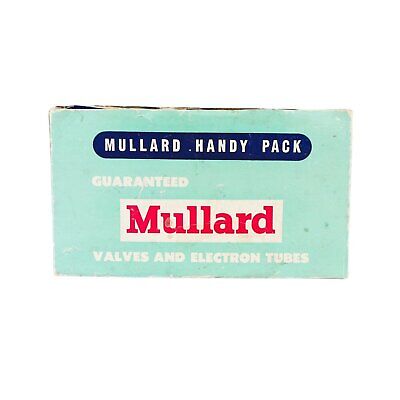 MULLARD . HANDY PACK
GUARANTEED
Mullard
VALVES AND ELECTRON TUBES